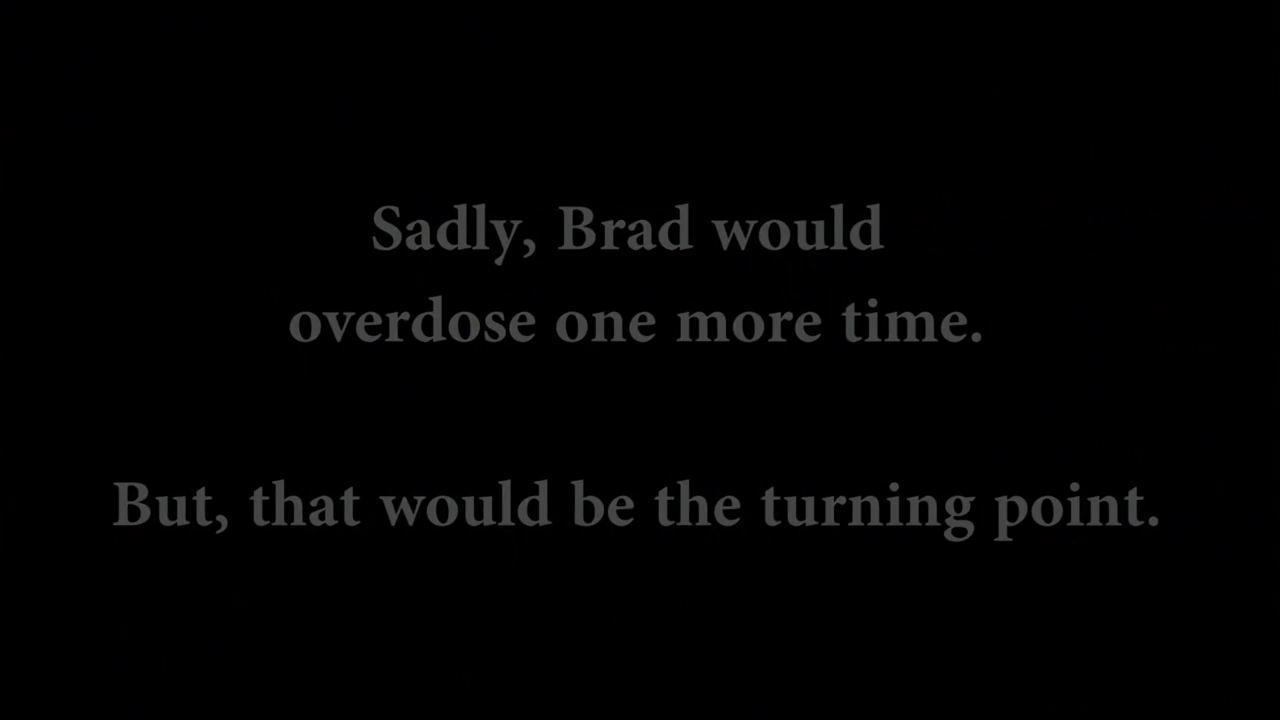 Sadly, Brad would
overdose one more time.
But, that would be the turning point.